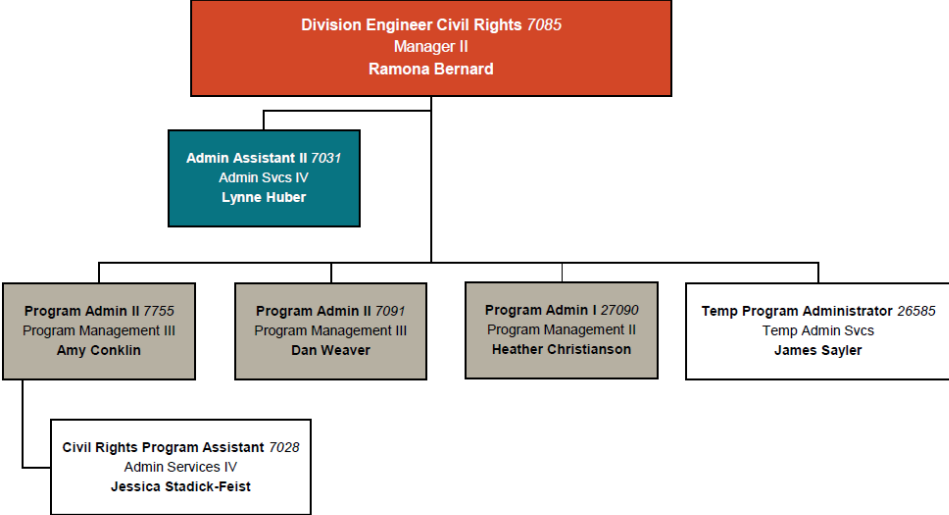 Division Engineer Civil Rights 7085
Manager II
Ramona Bernard
Admin Assistant II 7031
Admin Svcs IV
Lynne Huber
Program Admin II 7755
Program Management III
Amy Conklin
Program Admin II 7091
Program Management III
Dan Weaver
Program Admin I 27090
Program Management II
Heather Christianson
Temp Program Administrator 26585
Temp Admin Svcs
James Sayler
Civil Rights Program Assistant 7028
Admin Services IV
Jessica Stadick-Feist